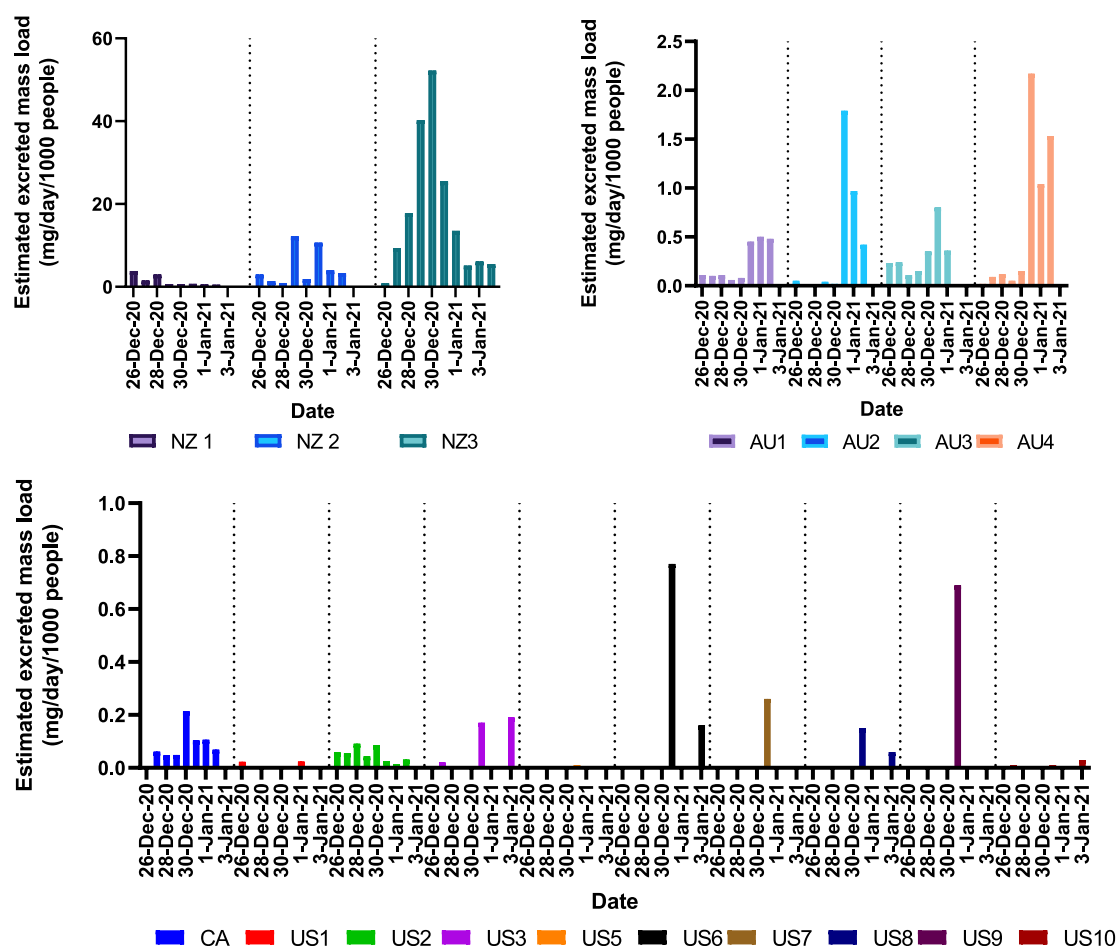 Estimated excreted mass load
(mg/day/1000 people)
60
40
20
0
26-Dec-20
28-Dec-20
30-Dec-20
1-Jan-21
3-Jan-21
26-Dec-20
28-Dec-20
30-Dec-20
1-Jan-21
3-Jan-21
26-Dec-20
28-Dec-20
30-Dec-20
1-Jan-21
3-Jan-21
Date
NZ 1 NZ 2 NZ3
Estimated excreted mass load
(mg/day/1000 people)
2.5
2.0
1.5
1.0
0.5
0.0
26-Dec-20
28-Dec-20
30-Dec-20
1-Jan-21
3-Jan-21
26-Dec-20
28-Dec-20
30-Dec-20
1-Jan-21
3-Jan-21
26-Dec-20
28-Dec-20
30-Dec-20
1-Jan-21
3-Jan-21
26-Dec-20
28-Dec-20
30-Dec-20
1-Jan-21
3-Jan-21
Date
AU1 AU2 AU3 AU4
Estimated excreted mass load
(mg/day/1000 people)
1.0
0.8
0.6
0.4
0.2
0.0
26-Dec-20
28-Dec-20
30-Dec-20
1-Jan-21
3-Jan-21
26-Dec-20
28-Dec-20
30-Dec-20
1-Jan-21
3-Jan-21
26-Dec-20
28-Dec-20
30-Dec-20
1-Jan-21
3-Jan-21
26-Dec-20
28-Dec-20
30-Dec-20
1-Jan-21
3-Jan-21
26-Dec-20
28-Dec-20
30-Dec-20
1-Jan-21
3-Jan-21
26-Dec-20
28-Dec-20
30-Dec-20
1-Jan-21
3-Jan-21
26-Dec-20
28-Dec-20
30-Dec-20
1-Jan-21
3-Jan-21
26-Dec-20
28-Dec-20
30-Dec-20
1-Jan-21
3-Jan-21
26-Dec-20
28-Dec-20
30-Dec-20
1-Jan-21
3-Jan-21
26-Dec-20
28-Dec-20
30-Dec-20
1-Jan-21
3-Jan-21
Date
CA US1 US2 US3 US5 US6 US7 US8 US9 US10